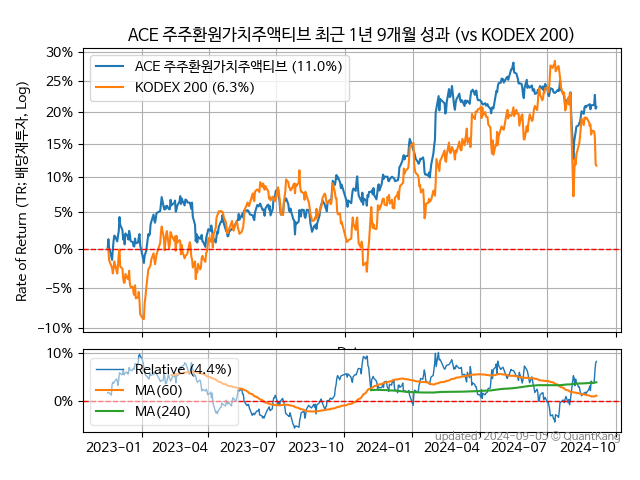 ACE 주주환원가치주액티브 최근 1년 9개월 성과 (vs KODEX 200)
Rate of Return (TR: 배당재투자, Log)
30%
25%
20%
15%
10%
5%
0%
−5%
−10%
ACE 주주환원가치주액티브 (11.0%)
KODEX 200 (6.3%)
10%
0%
Relative (4.4%)
MA(60)
MA(240)
updated: 2024-09-05 © QuantKang
2023-01
2023-04
2023-07
2023-10
2024-01
2024-04
2024-07
2024-10